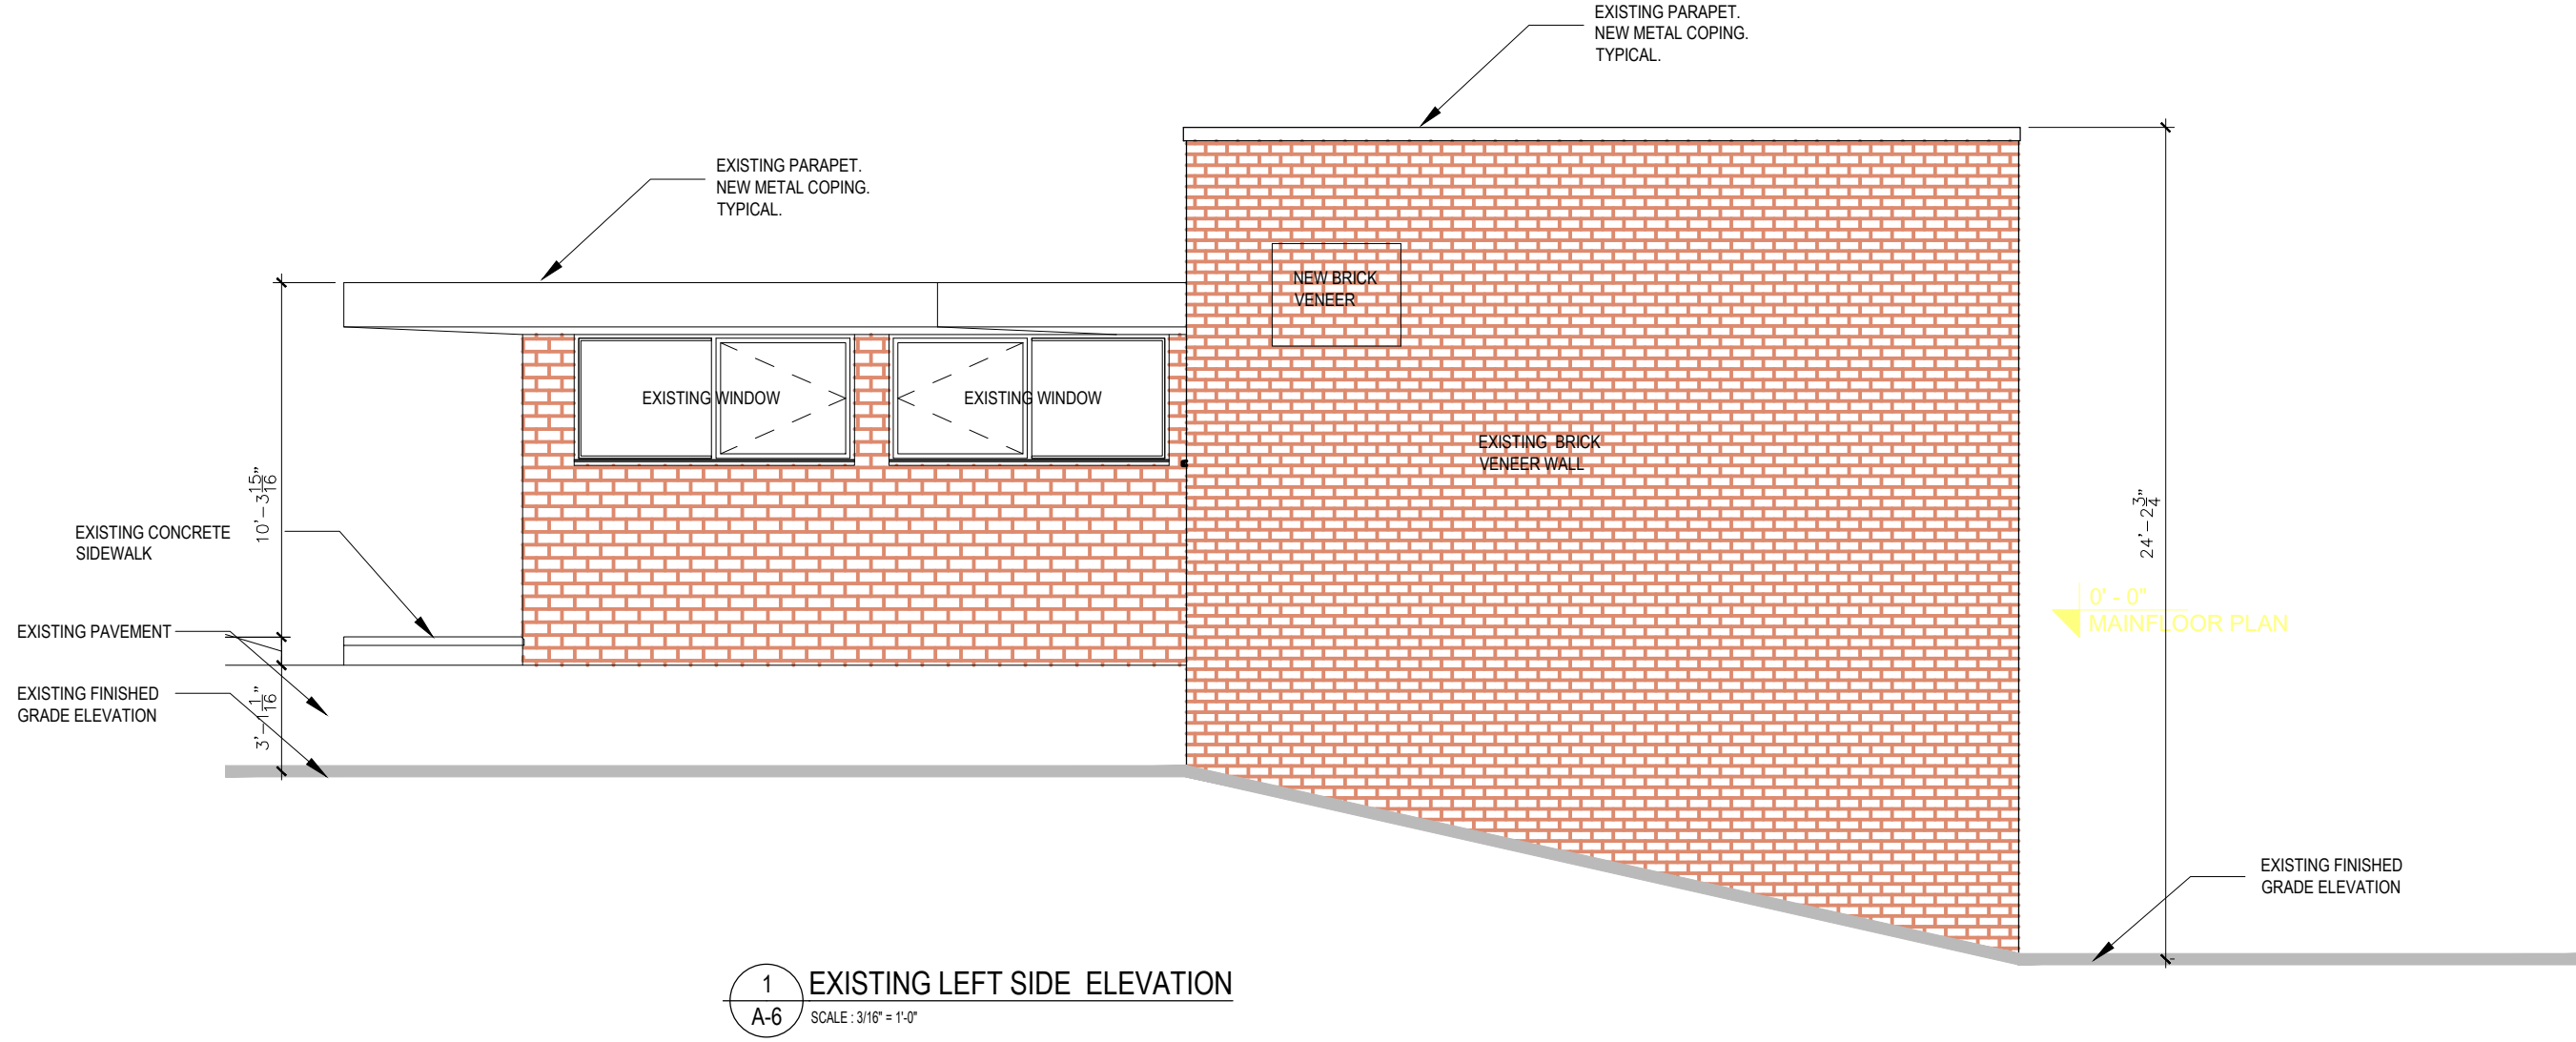 EXISTING PARAPET.
NEW METAL COPING.
TYPICAL.
EXISTING PARAPET.
NEW METAL COPING.
TYPICAL.
NEW BRICK
VENEER
EXISTING WINDOW
EXISTING WINDOW
EXISTING BRICK
VENEER WALL
10'-3 15/16"
24'-2 3/4"
EXISTING CONCRETE
SIDEWALK
0' - 0"
MAINFLOOR PLAN
EXISTING PAVEMENT
EXISTING FINISHED
GRADE ELEVATION
3'-1 1/16"
EXISTING FINISHED
GRADE ELEVATION
1
A-6
EXISTING LEFT SIDE ELEVATION
SCALE : 3/16" = 1'-0"